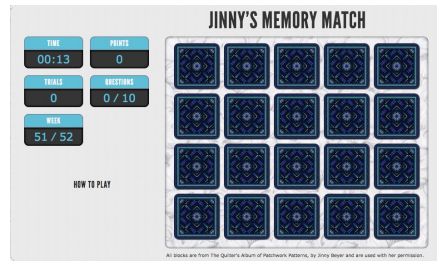 JINNY'S MEMORY MATCH
TIME
00:13
POINTS
0
TRIALS
0
QUESTIONS
0 / 10
WEEK
51 / 52
HOW TO PLAY
All blocks are from The Quilter's Album of Patchwork Patterns, by Jinny Beyer and are used with her permission.